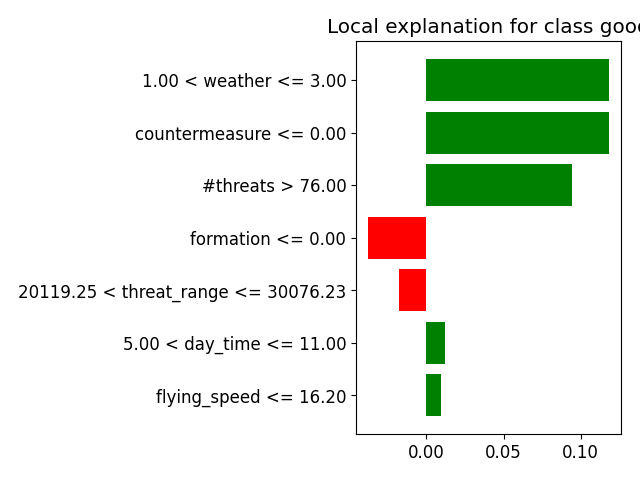 Local explanation for class good
1.00 < weather <= 3.00
countermeasure <= 0.00
#threats > 76.00
formation <= 0.00
20119.25 < threat_range <= 30076.23
5.00 < day_time <= 11.00
flying_speed <= 16.20
0.00 0.05 0.10